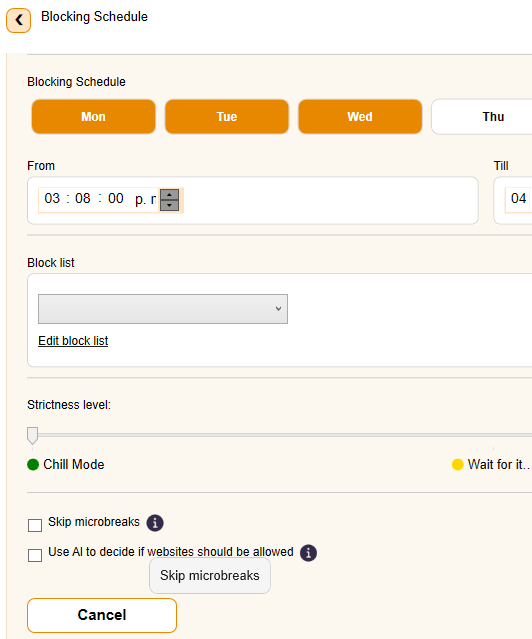 Blocking Schedule
Blocking Schedule
Mon Tue Wed Thu
From Till
03 : 08 : 00 p. 04
Block list
Edit block list
Strictness level:
Chill Mode Wait for it..
Skip microbreaks
Use AI to decide if websites should be allowed
Skip microbreaks
Cancel